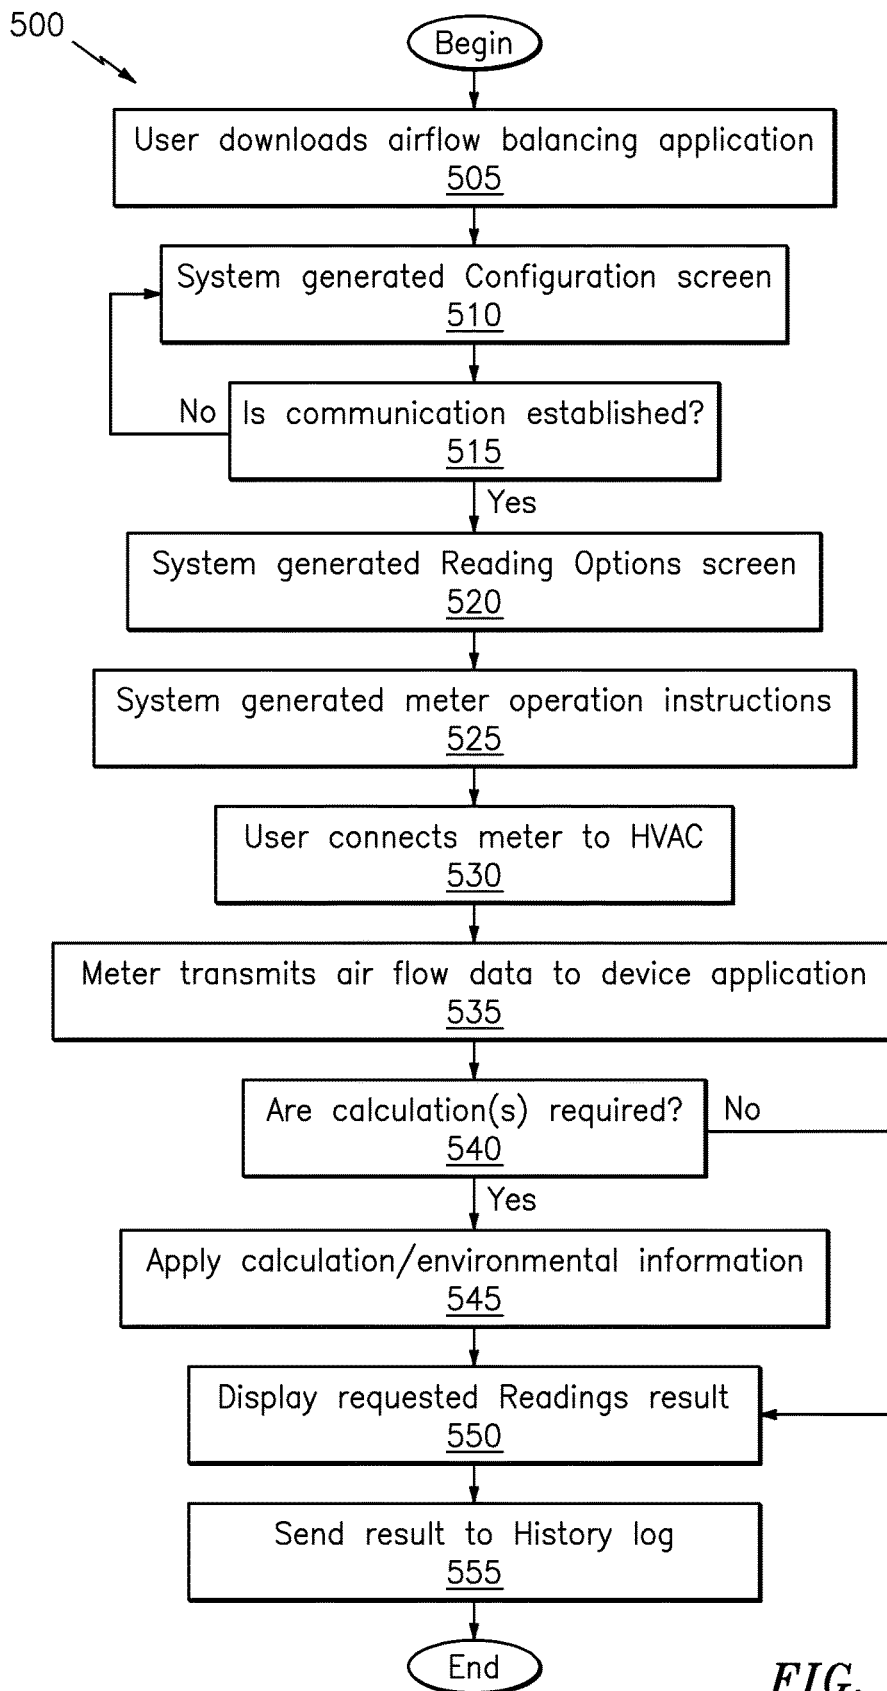 500
Begin
User downloads airflow balancing application
505
System generated Configuration screen
510
No
Is communication established?
515
Yes
System generated Reading Options screen
520
System generated meter operation instructions
525
User connects meter to HVAC
530
Meter transmits air flow data to device application
535
Are calculation(s) required?
540
No
Yes
Apply calculation/environmental information
545
Display requested Readings result
550
Send result to History log
555
End
FIG.